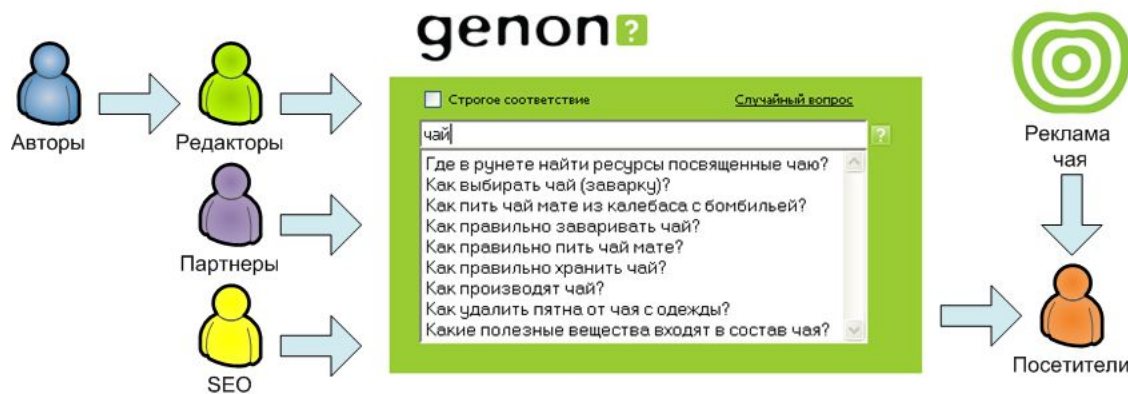 genon?
Авторы
Редакторы
Партнеры
SEO
Строгое соответствие
Случайный вопрос
чай
?
Где в рунете найти ресурсы посвященные чаю?
Как выбирать чай (заварку)?
Как пить чай мате из калебаса с бомбильей?
Как правильно заваривать чай?
Как правильно пить чай мате?
Как правильно хранить чай?
Как производят чай?
Как удалить пятна от чая с одежды?
Какие полезные вещества входят в состав чая?
Реклама
чая
Посетители